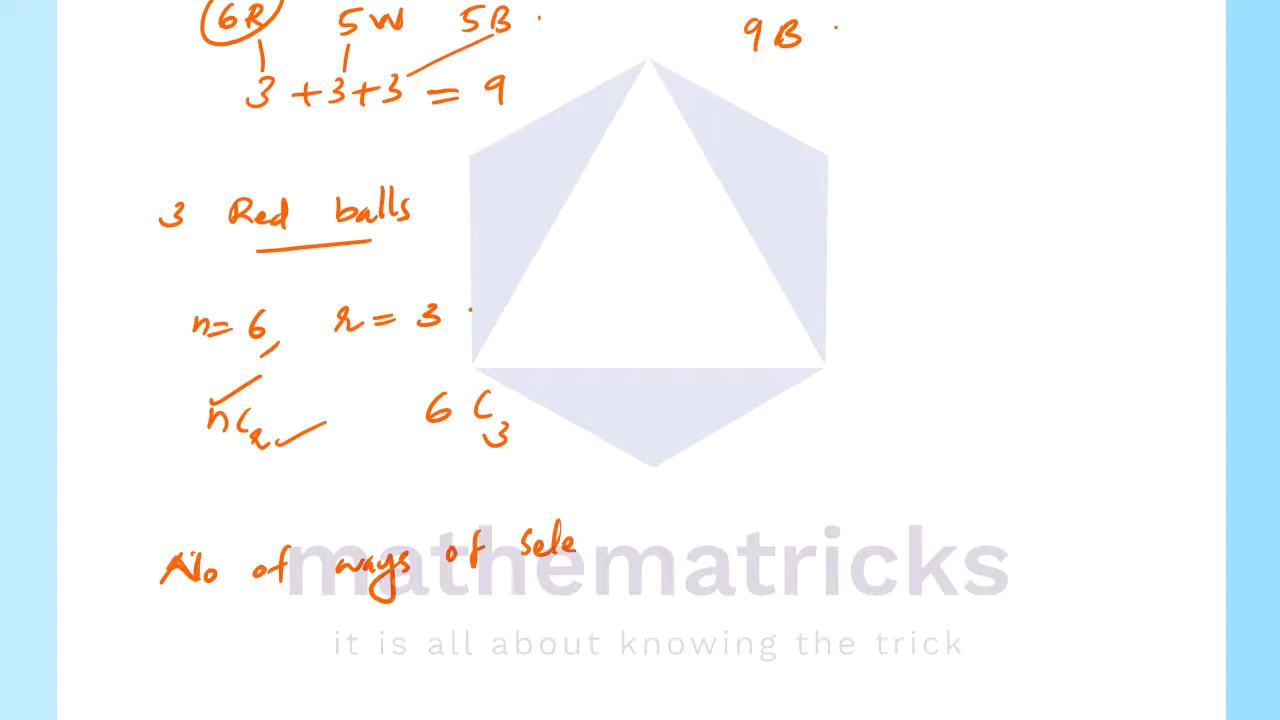 6R 5W 5B 9B
3 + 3 + 3 = 9
3 Red balls
n = 6, r = 3
nCr 6C3
No of ways of sele
mathematricks
it is all about knowing the trick